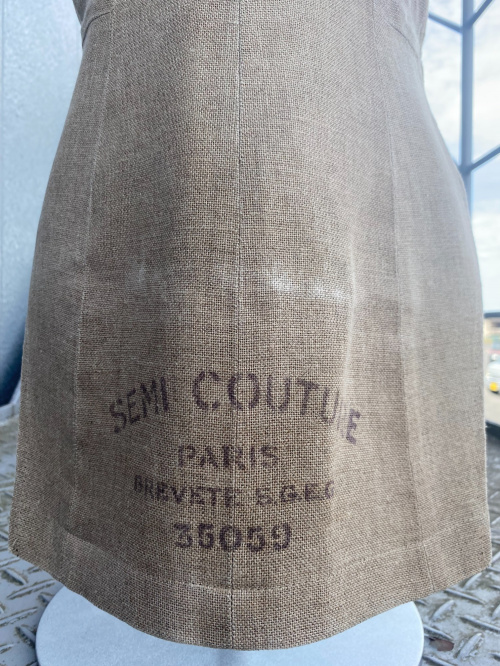 SEMI COUTURE
PARIS
BREVETE S.G.E.G
35059